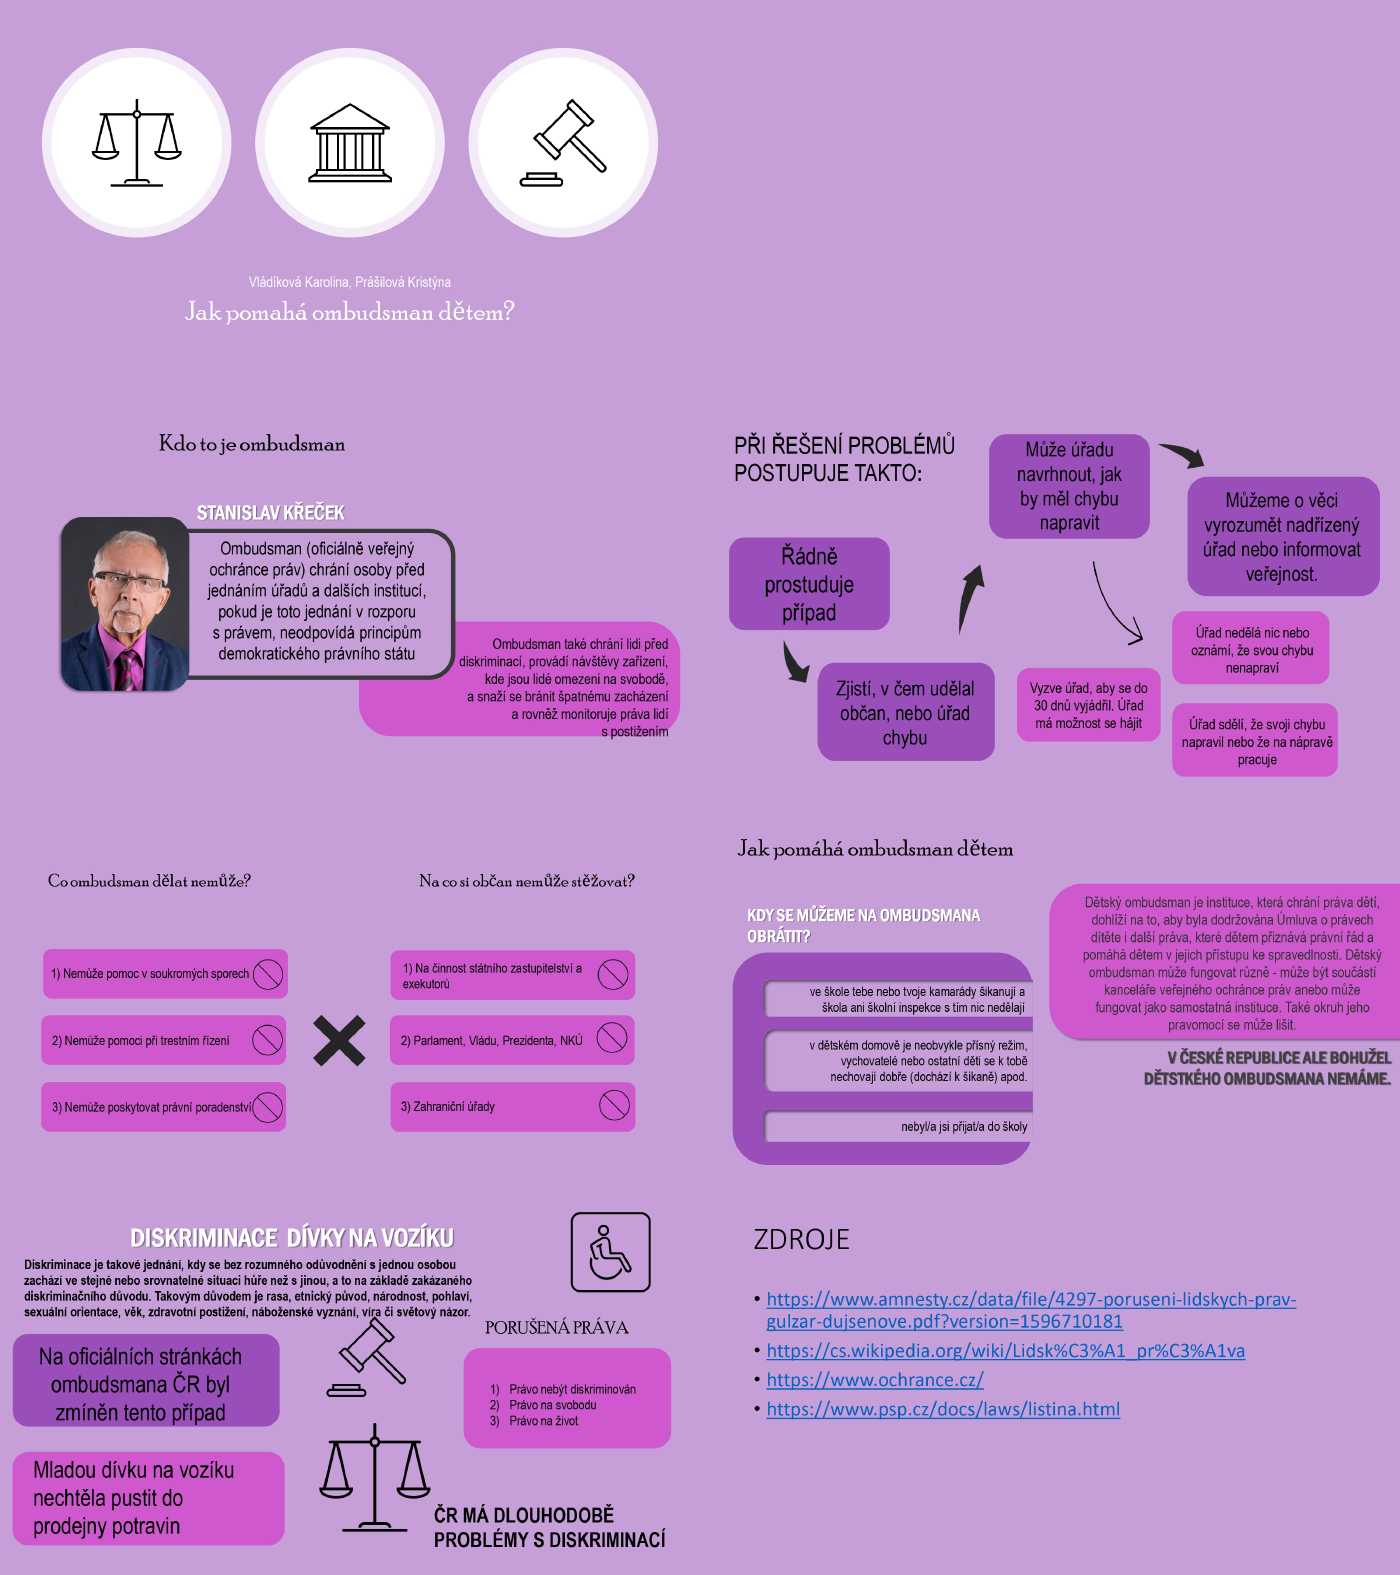 Vládíková Karolína, Prášilová Kristýna
Jak pomahá ombudsman dětem?
Kdo to je ombudsman
STANISLAV KŘEČEK
Ombudsman (oficiálně veřejný
ochránce práv) chrání osoby před
jednáním úřadů a dalších institucí,
pokud je toto jednání v rozporu
s právem, neodpovídá principům
demokratického právního státu
Ombudsman také chrání lidi před
diskriminací, provádí návštěvy zařízení,
kde jsou lidé omezeni na svobodě,
a snaží se bránit špatnému zacházení
a rovněž monitoruje práva lidí
s postižením
PŘI ŘEŠENÍ PROBLÉMŮ
POSTUPUJE TAKTO:
Řádně
prostuduje
případ
Zjistí, v čem udělal
občan, nebo úřad
chybu
Může úřadu
navrhnout, jak
by měl chybu
napravit
Můžeme o věci
vyrozumět nadřízený
úřad nebo informovat
veřejnost.
Vyzve úřad, aby se do
30 dnů vyjádřil. Úřad
má možnost se hájit
Úřad nedělá nic nebo
oznámí, že svou chybu
nenapraví
Úřad sdělí, že svoji chybu
napravil nebo že na nápravě
pracuje
Co ombudsman dělat nemůže?
1) Nemůže pomoc v soukromých sporech
2) Nemůže pomoci při trestním řízení
3) Nemůže poskytovat právní poradenství
Na co si občan nemůže stěžovat?
1) Na činnost státního zastupitelství a
exekutorů
2) Parlament, Vládu, Prezidenta, NKÚ
3) Zahraniční úřady
Jak pomáhá ombudsman dětem
KDY SE MŮŽEME NA OMBUDSMANA
OBRÁTIT?
ve škole tebe nebo tvoje kamarády šikanují a
škola ani školní inspekce s tím nic nedělají
v dětském domově je neobvykle přísný režim,
vychovatelé nebo ostatní děti se k tobě
nechovají dobře (dochází k šikaně) apod.
nebyl/a jsi přijat/a do školy
Dětský ombudsman je instituce, která chrání práva dětí,
dohlíží na to, aby byla dodržována Úmluva o právech
dítěte i další práva, které dětem přiznává právní řád a
pomáhá dětem v jejich přístupu ke spravedlnosti. Dětský
ombudsman může fungovat různě - může být součástí
kanceláře veřejného ochránce práv anebo může
fungovat jako samostatná instituce. Také okruh jeho
pravomocí se může lišit.
V ČESKÉ REPUBLICE ALE BOHUŽEL
DĚTSTKÉHO OMBUDSMANA NEMÁME.
DISKRIMINACE DÍVKY NA VOZÍKU
Diskriminace je takové jednání, kdy se bez rozumného odůvodnění s jednou osobou
zachází ve stejné nebo srovnatelné situaci hůře než s jinou, a to na základě zakázaného
diskriminačního důvodu. Takovým důvodem je rasa, etnický původ, národnost, pohlaví,
sexuální orientace, věk, zdravotní postižení, náboženské vyznání, víra či světový názor.
Na oficiálních stránkách
ombudsmana ČR byl
zmíněn tento případ
Mladou dívku na vozíku
nechtěla pustit do
prodejny potravin
PORUŠENÁ PRÁVA
1) Právo nebýt diskriminován
2) Právo na svobodu
3) Právo na život
ČR MÁ DLOUHODOBĚ
PROBLÉMY S DISKRIMINACÍ
ZDROJE
• https://www.amnesty.cz/data/file/4297-poruseni-lidskych-prav-
gulzar-dujsenove.pdf?version=1596710181
• https://cs.wikipedia.org/wiki/Lidsk%C3%A1_pr%C3%A1va
• https://www.ochrance.cz/
• https://www.psp.cz/docs/laws/listina.html